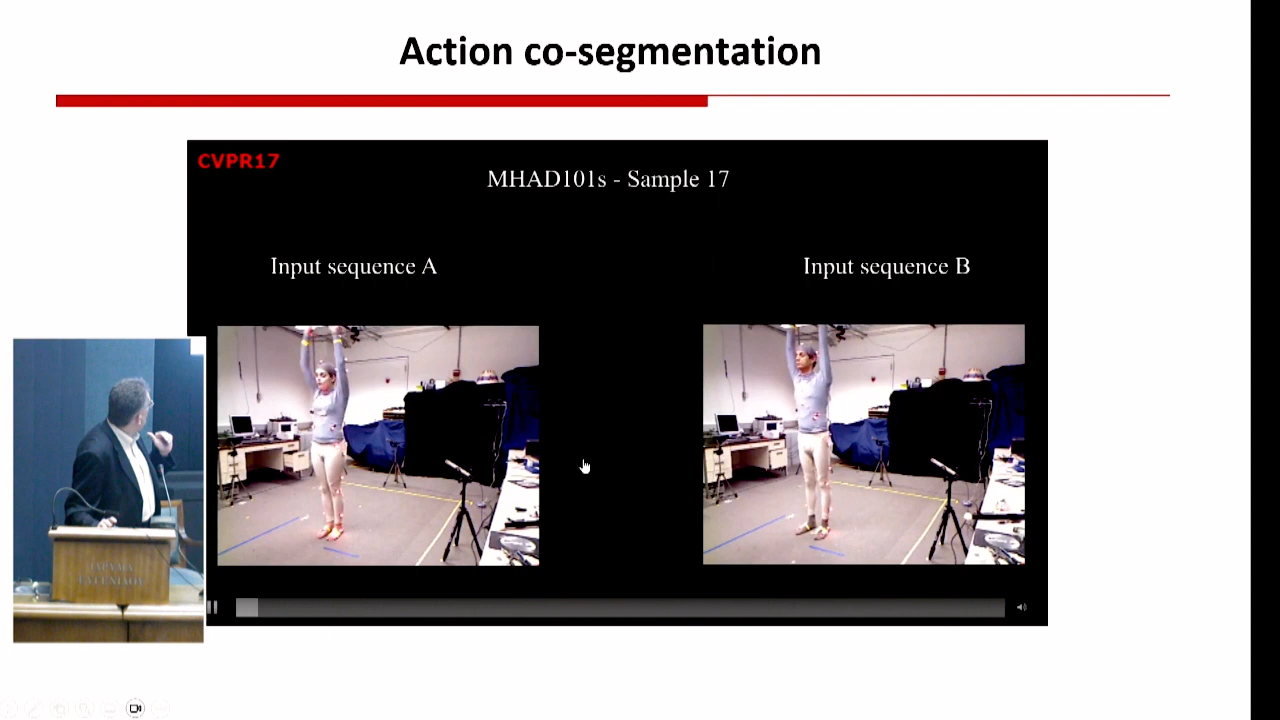 Action co-segmentation
CVPR17
MHAD101s - Sample 17
Input sequence A
Input sequence B